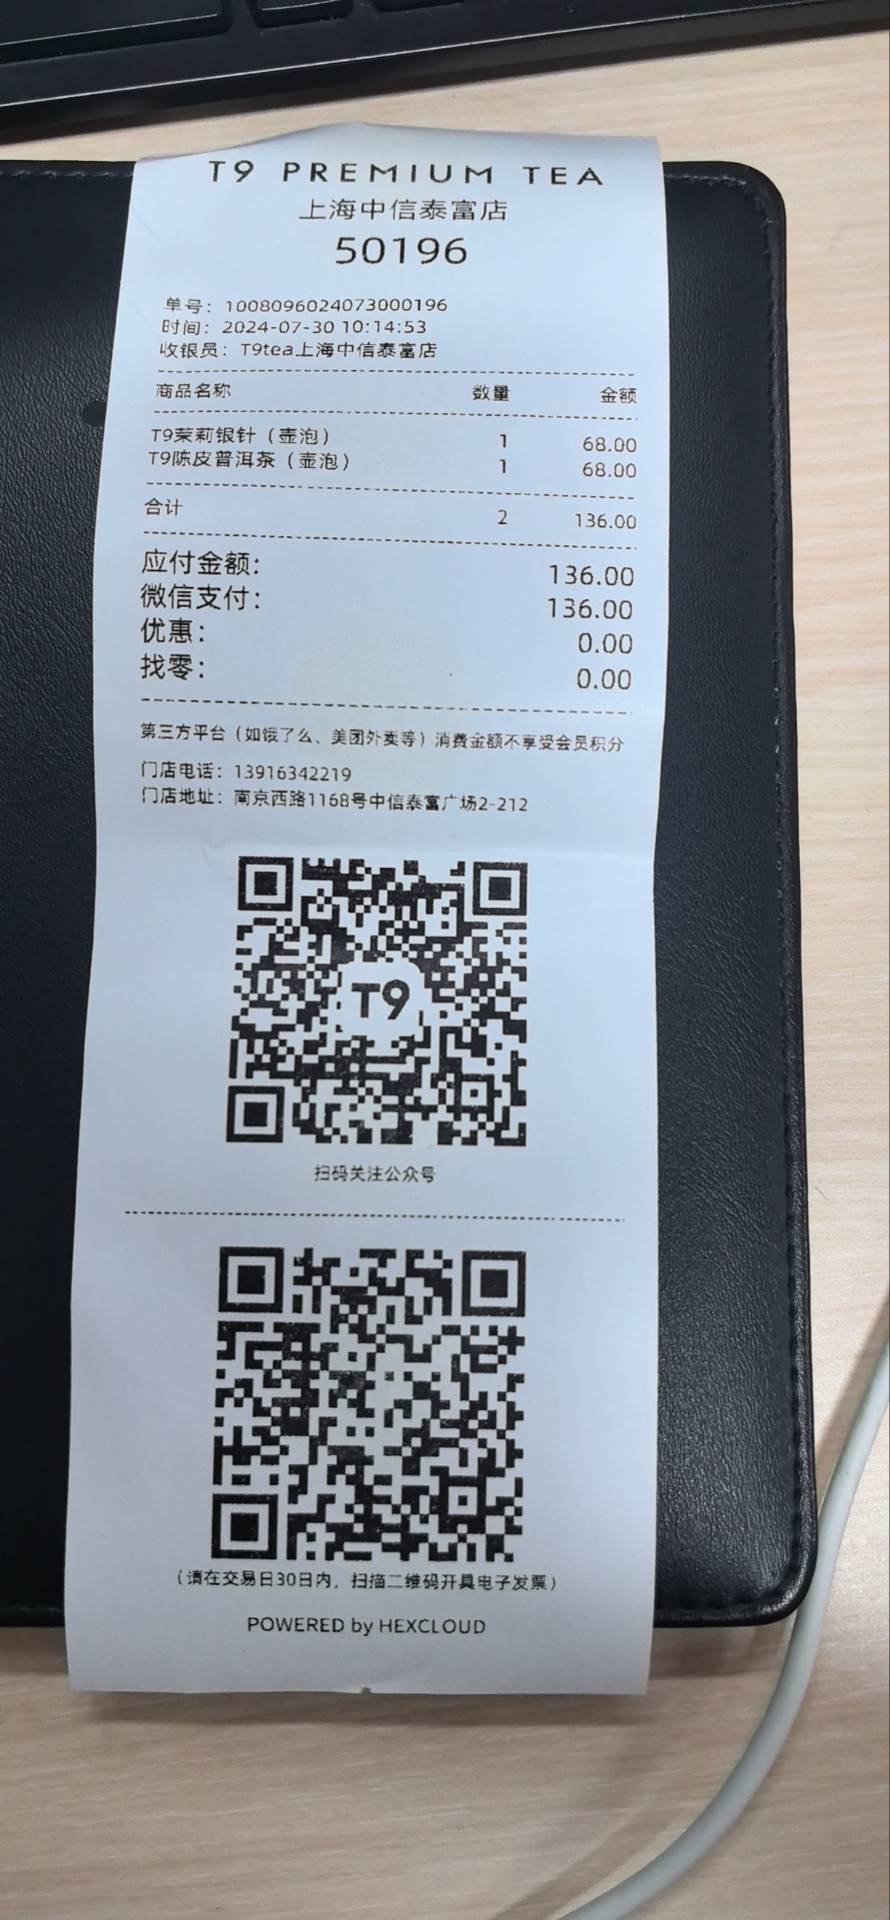 T9 PREMIUM TEA
上海中信泰富店
50196
单号：1008096024073000196
时间：2024-07-30 10:14:53
收银员：T9tea上海中信泰富店
商品名称 数量 金额
T9茉莉银针（壶泡） 1 68.00
T9陈皮普洱茶（壶泡） 1 68.00
合计 2 136.00
应付金额： 136.00
微信支付： 136.00
优惠： 0.00
找零： 0.00
第三方平台（如饿了么、美团外卖等）消费金额不享受会员积分
门店电话：13916342219
门店地址：南京西路1168号中信泰富广场2-212
T9
扫码关注公众号
（请在交易日30日内，扫描二维码开具电子发票）
POWERED by HEXCLOUD